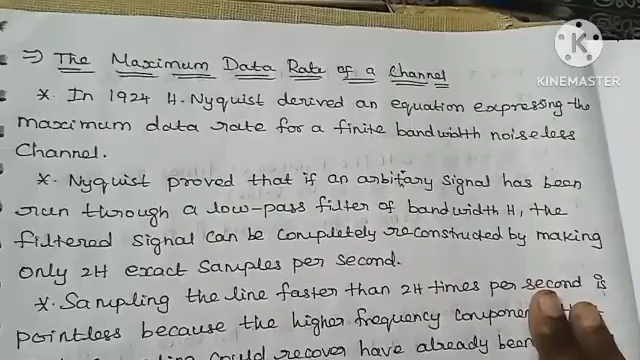 ⇒ The Maximum Data Rate of a Channel
* In 1924 H. Nyquist derived an equation expressing the
maximum data rate for a finite bandwidth noiseless
Channel.
* Nyquist proved that if an arbitiary signal has been
run through a low-pass filter of bandwidth H, the
filtered signal can be completely reconstructed by making
only 2H exact samples per second.
* Sampling the line faster than 2H times per second is
pointless because the higher frequency component
could recover have already been
KINEMASTER